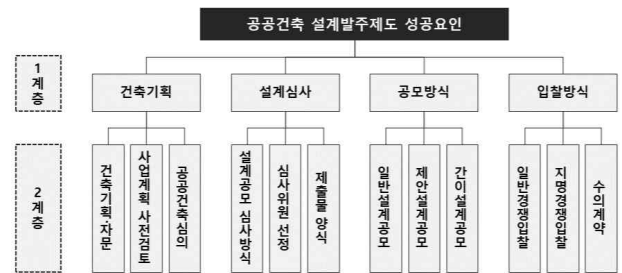 공공건축 설계발주제도 성공요인
1계층
건축기획
설계심사
공모방식
입찰방식
2계층
건축기획·자문
사업계획 사전검토
공공건축심의
설계공모 심사방식
심사위원 선정
제출물 양식
일반설계공모
제안설계공모
간이설계공모
일반경쟁입찰
지명경쟁입찰
수의계약